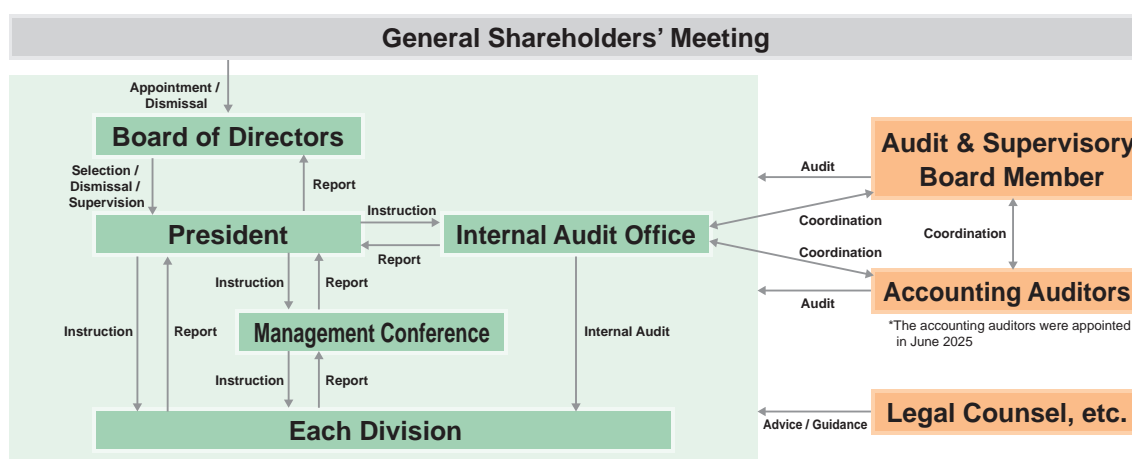 General Shareholders' Meeting
Appointment /
Dismissal
Board of Directors
Audit & Supervisory
Board Member
Selection /
Dismissal /
Supervision
Report
Audit
Instruction
Coordination
President
Internal Audit Office
Coordination
Report
Coordination
Instruction
Report
Accounting Auditors
Audit
*The accounting auditors were appointed
in June 2025
Instruction
Report
Management Conference
Internal Audit
Instruction
Report
Each Division
Advice / Guidance
Legal Counsel, etc.